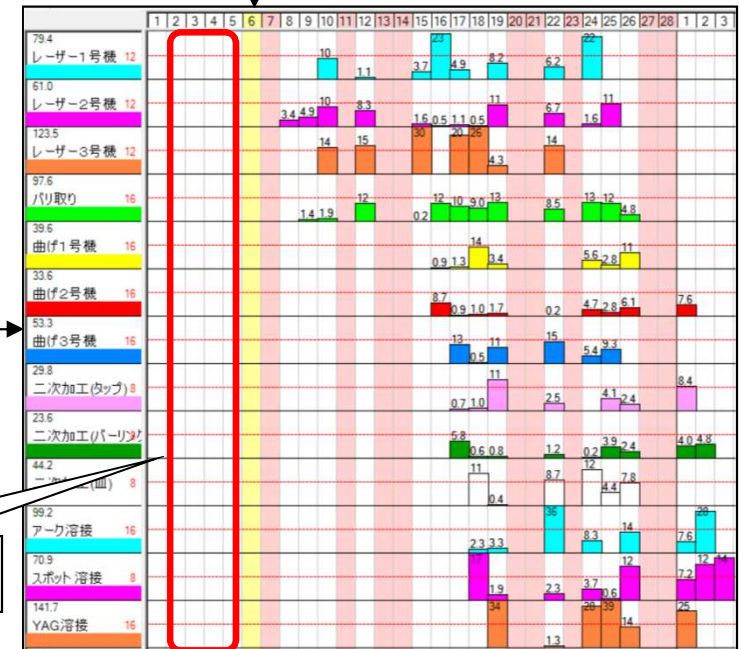 1 2 3 4 5 6 7 8 9 10 11 12 13 14 15 16 17 18 19 20 21 22 23 24 25 26 27 28 1 2 3
79.4
レーザー1号機 12
10 1.1 3.7 23 4.9 8.2 6.2 22
61.0
レーザー2号機 12
3.4 4.9 10 8.3 1.6 0.5 1.1 0.5 11 6.7 1.6 11
123.5
レーザー3号機 12
14 15 30 20 26 4.3 14
97.6
バリ取り 16
1.4 1.9 12 0.2 12 10 9.0 13 8.5 13 12 4.8
39.6
曲げ1号機 16
0.9 1.3 14 3.4 5.6 2.8 11
33.6
曲げ2号機 16
8.7 0.9 1.0 1.7 0.2 4.7 2.8 6.1 7.6
53.3
曲げ3号機 16
13 0.5 11 15 5.4 9.3
29.8
二次加工(タップ) 8
0.7 1.0 11 2.5 4.1 2.4 8.4
23.6
二次加工(バーリング
5.8 0.6 0.8 1.2 0.2 3.9 2.4 4.0 4.8
44.2
(皿) 8
11 0.4 8.7 12 4.4 7.8
99.2
アーク溶接 16
2.3 3.3 36 8.3 14 7.6 28
70.9
スポット溶接 8
17 1.9 2.3 3.7 0.6 12 7.2 12 14
141.7
YAG溶接 16
34 1.3 28 39 14 25